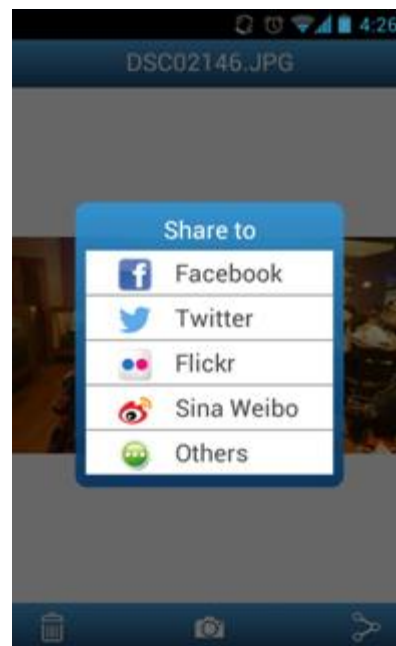 4:26
DSC02146.JPG
Share to
Facebook
Twitter
Flickr
Sina Weibo
Others